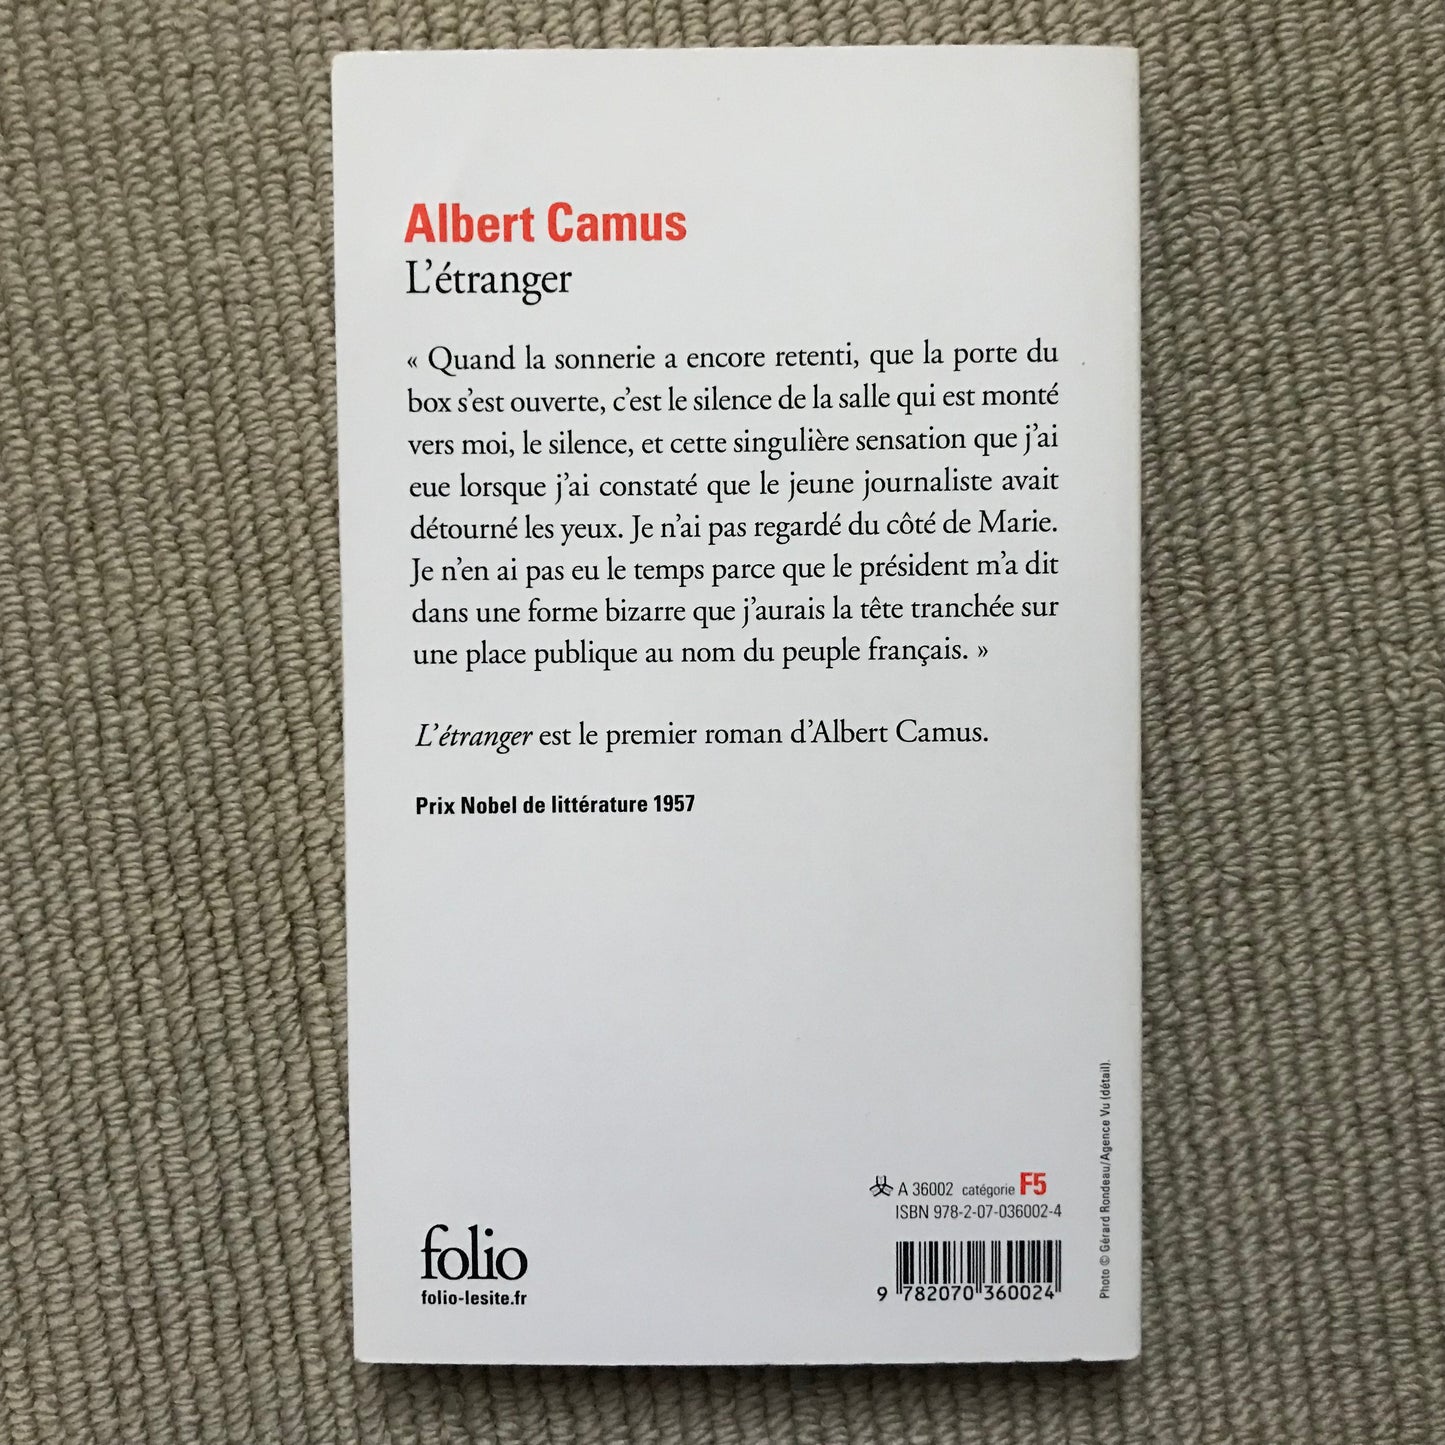 Albert Camus
L'étranger
« Quand la sonnerie a encore retenti, que la porte du
box s'est ouverte, c'est le silence de la salle qui est monté
vers moi, le silence, et cette singulière sensation que j'ai
eue lorsque j'ai constaté que le jeune journaliste avait
détourné les yeux. Je n'ai pas regardé du côté de Marie.
Je n'en ai pas eu le temps parce que le président m'a dit
dans une forme bizarre que j'aurais la tête tranchée sur
une place publique au nom du peuple français. »
L'étranger est le premier roman d'Albert Camus.
Prix Nobel de littérature 1957
A 36002 catégorie F5
ISBN 978-2-07-036002-4
9 782070 360024
folio
folio-lesite.fr
Photo © Gérard Rondeau/Agence Vu (détail).